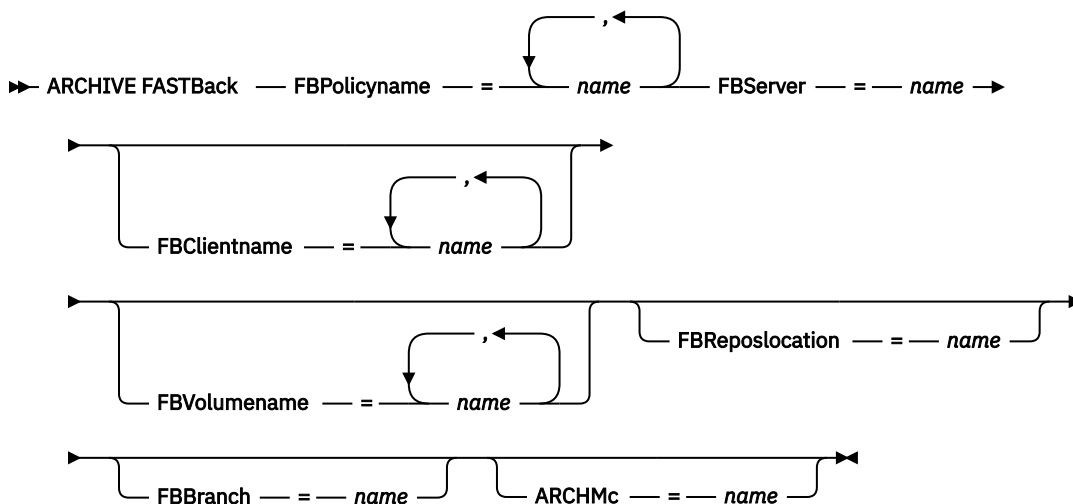 ,
ARCHIVE FASTBack FBPolicyname = name FBServer = name
,
FBClientname = name
,
FBReposlocation = name
FBVolumename = name
FBBranch = name ARCHMc = name